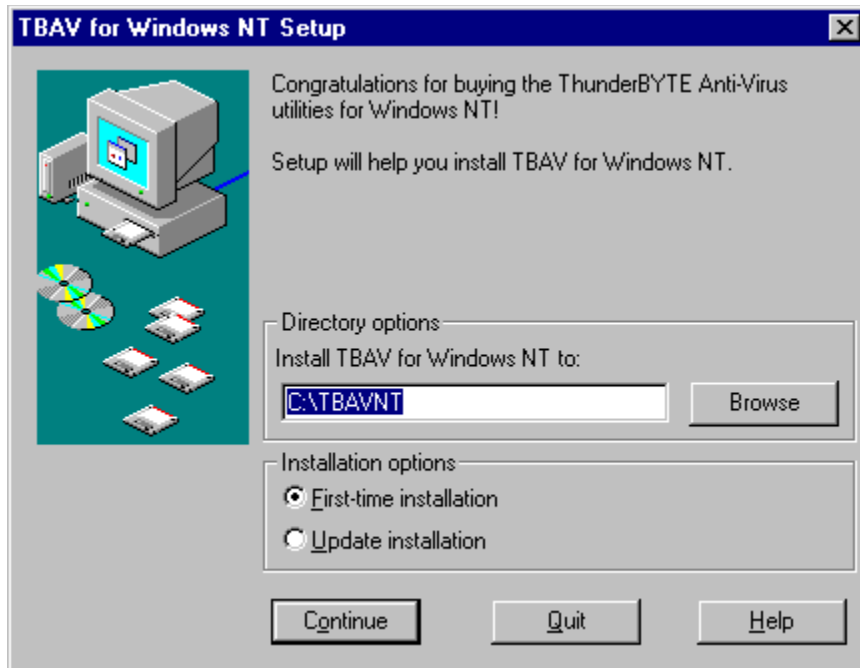 TBAV for Windows NT Setup
Congratulations for buying the ThunderBYTE Anti-Virus
utilities for Windows NT!
Setup will help you install TBAV for Windows NT.
Directory options
Install TBAV for Windows NT to:
C:\TBAVNT
Browse
Installation options
First-time installation
Update installation
Continue Quit Help